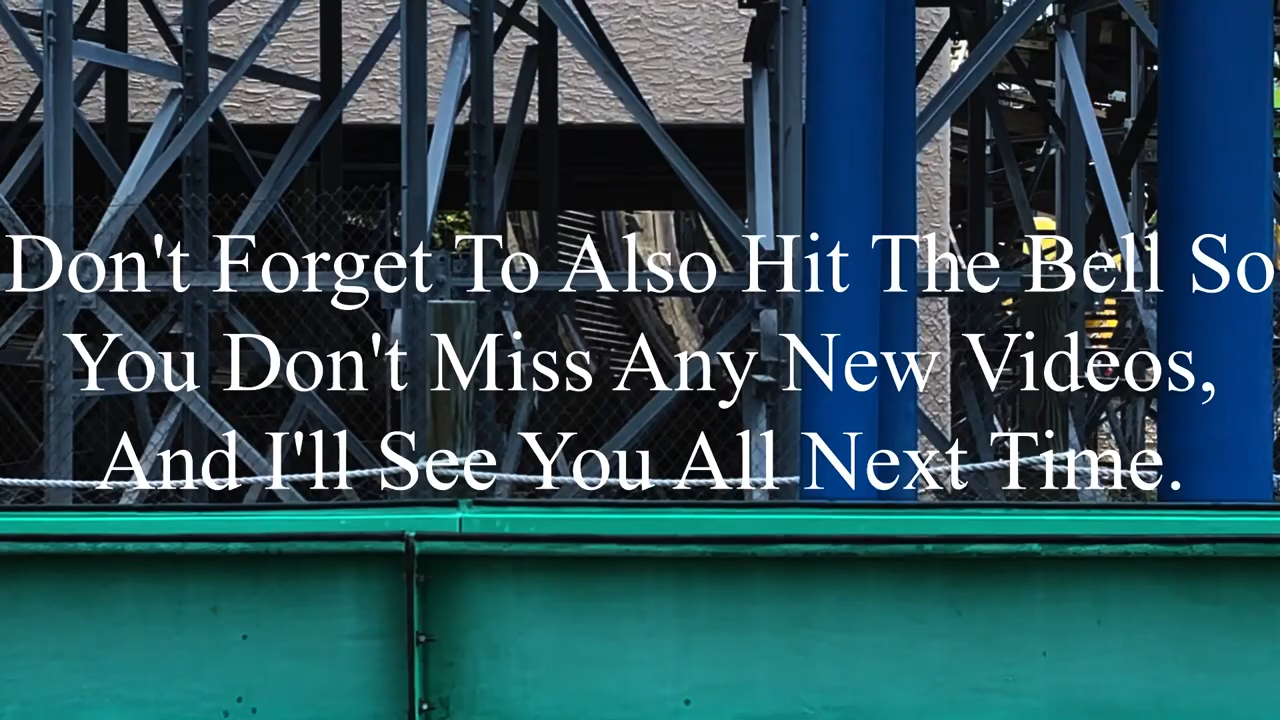 Don't Forget To Also Hit The Bell So
You Don't Miss Any New Videos,
And I'll See You All Next Time.